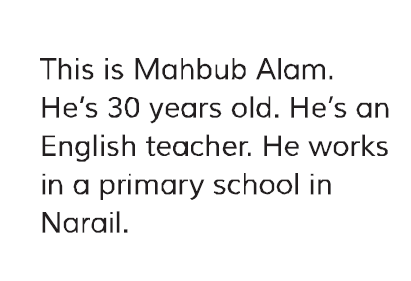 This is Mahbub Alam.
He's 30 years old. He's an
English teacher. He works
in a primary school in
Narail.